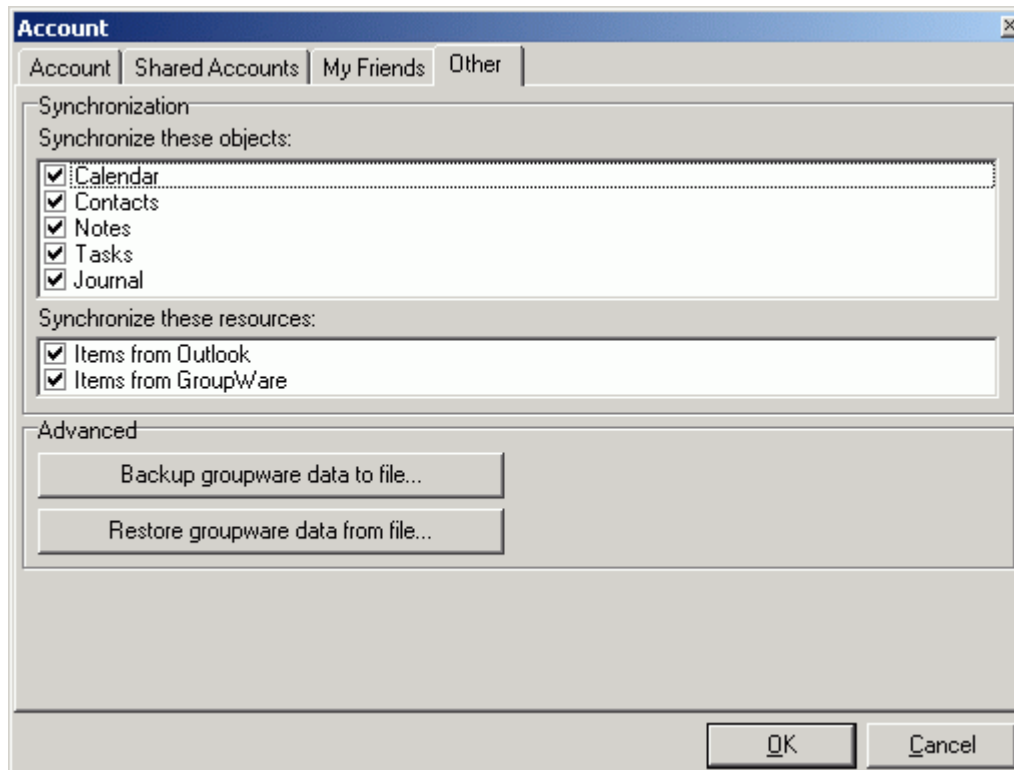 Account
Account Shared Accounts My Friends Other
Synchronization
Synchronize these objects:
Calendar
Contacts
Notes
Tasks
Journal
Synchronize these resources:
Items from Outlook
Items from GroupWare
Advanced
Backup groupware data to file...
Restore groupware data from file...
OK Cancel